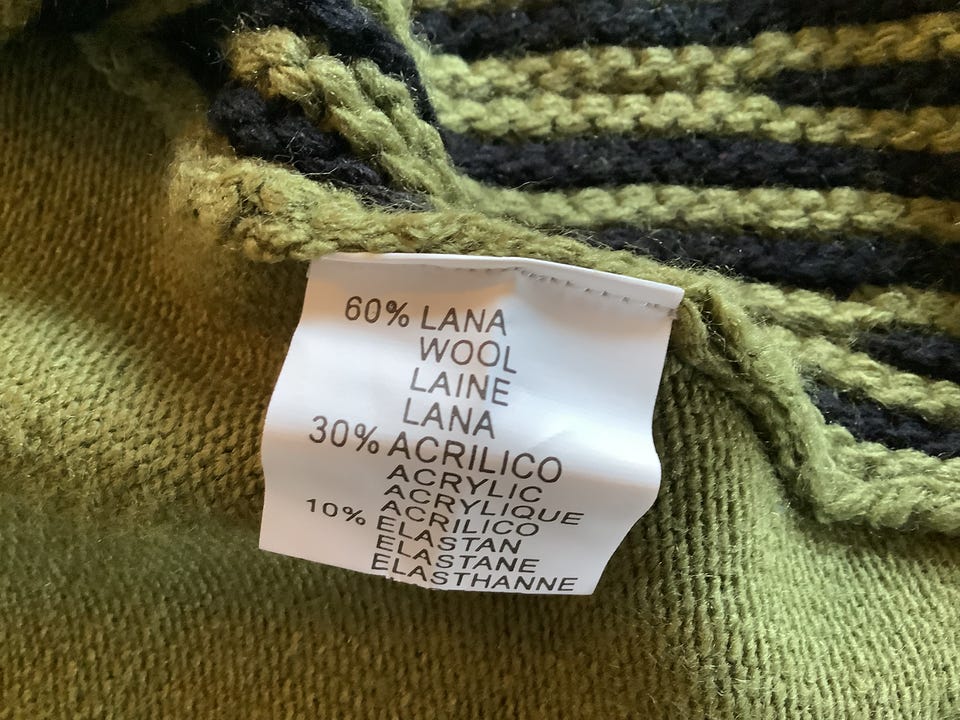 60% LANA
WOOL
LAINE
LANA
30% ACRILICO
ACRYLIC
ACRYLIQUE
ACRILICO
10% ELASTAN
ELASTANE
ELASTHANNE